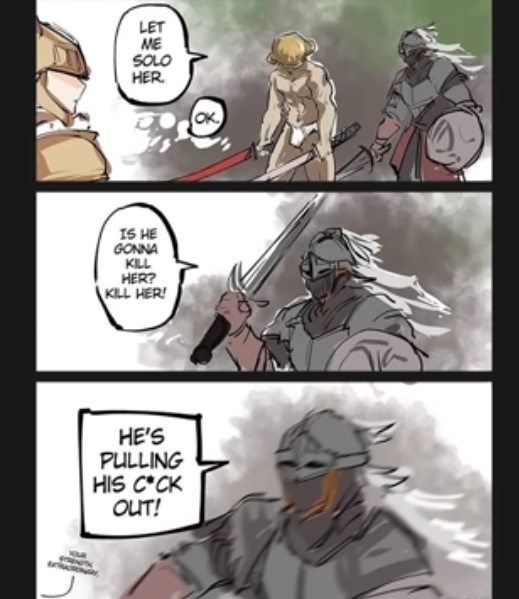 LET
ME
SOLO
HER.
OK.
IS HE
GONNA
KILL
HER?
KILL HER!
HE'S
PULLING
HIS C*CK
OUT!
YOUR
STRENGTH,
EXTRAORDINARY.